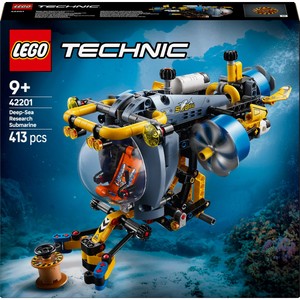 LEGO TECHNIC
9+
42201
Deep-Sea
Research
Submarine
413 pcs